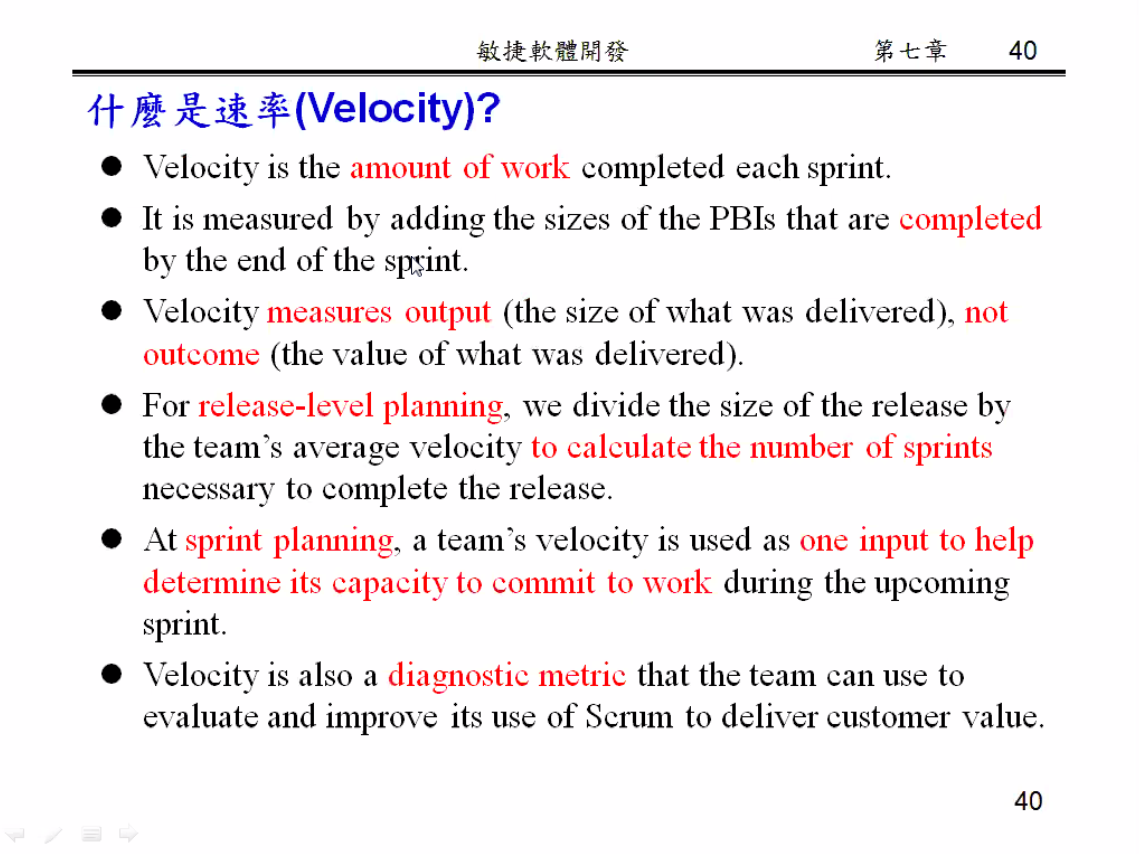 敏捷軟體開發 第七章 40
什麼是速率(Velocity)?
● Velocity is the amount of work completed each sprint.
● It is measured by adding the sizes of the PBIs that are completed
by the end of the sprint.
● Velocity measures output (the size of what was delivered), not
outcome (the value of what was delivered).
● For release-level planning, we divide the size of the release by
the team’s average velocity to calculate the number of sprints
necessary to complete the release.
● At sprint planning, a team’s velocity is used as one input to help
determine its capacity to commit to work during the upcoming
sprint.
● Velocity is also a diagnostic metric that the team can use to
evaluate and improve its use of Scrum to deliver customer value.
40